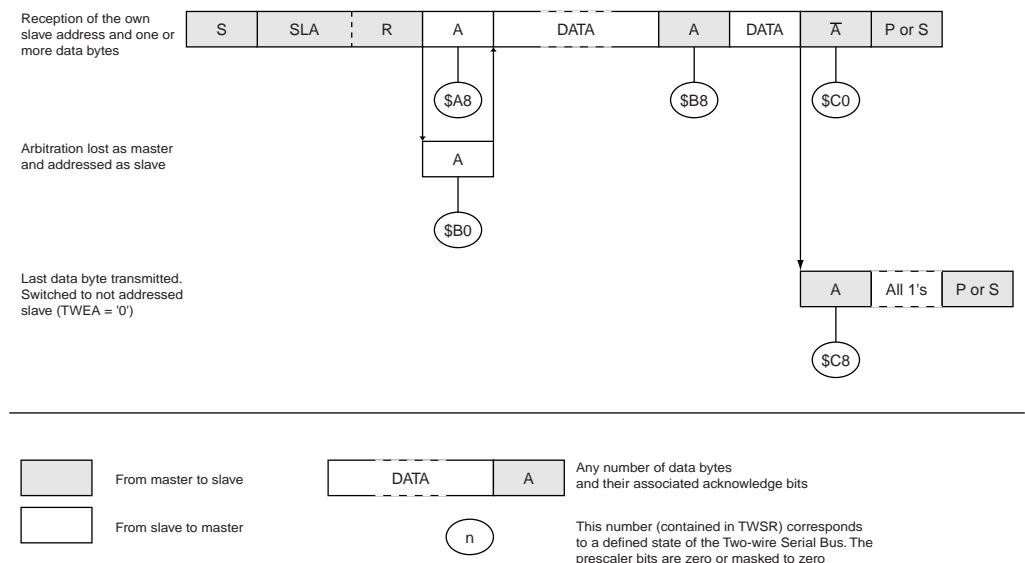 Reception of the own
slave address and one or
more data bytes
S SLA R A DATA A DATA A̅ P or S
$A8 $B8 $C0
Arbitration lost as master
and addressed as slave
A
$B0
Last data byte transmitted.
Switched to not addressed
slave (TWEA = '0')
A All 1's P or S
$C8
From master to slave
DATA A
Any number of data bytes
and their associated acknowledge bits
From slave to master
n
This number (contained in TWSR) corresponds
to a defined state of the Two-wire Serial Bus. The
prescaler bits are zero or masked to zero